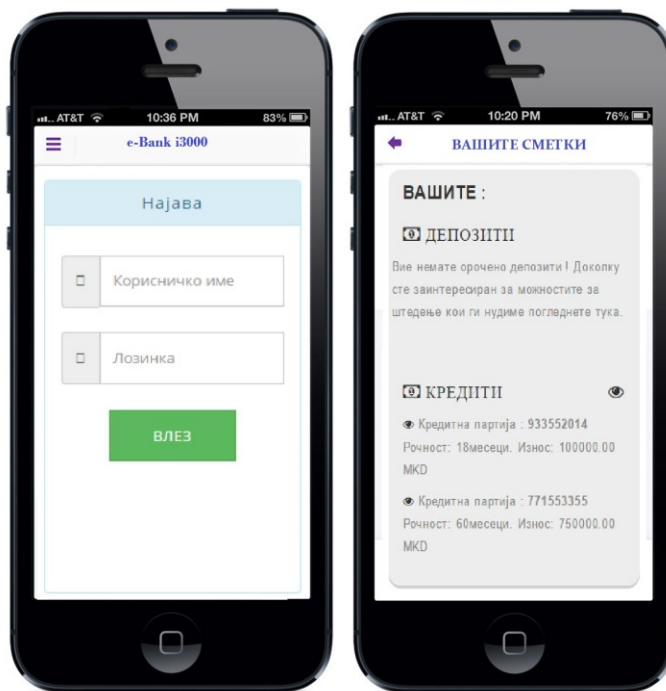 AT&T 10:36 PM 83%
e-Bank i3000
Најава
Корисничко име
Лозинка
ВЛЕЗ
AT&T 10:20 PM 76%
ВАШИТЕ СМЕТКИ
ВАШИТЕ :
ДЕПОЗИТИ
Вие немате орочено депозити ! Доколку
сте заинтересиран за можностите за
штедење кои ги нудиме погледнете тука.
КРЕДИТИ
Кредитна партија : 933552014
Рочност: 18месеци. Износ: 100000.00
MKD
Кредитна партија : 771553355
Рочност: 60месеци. Износ: 750000.00
MKD